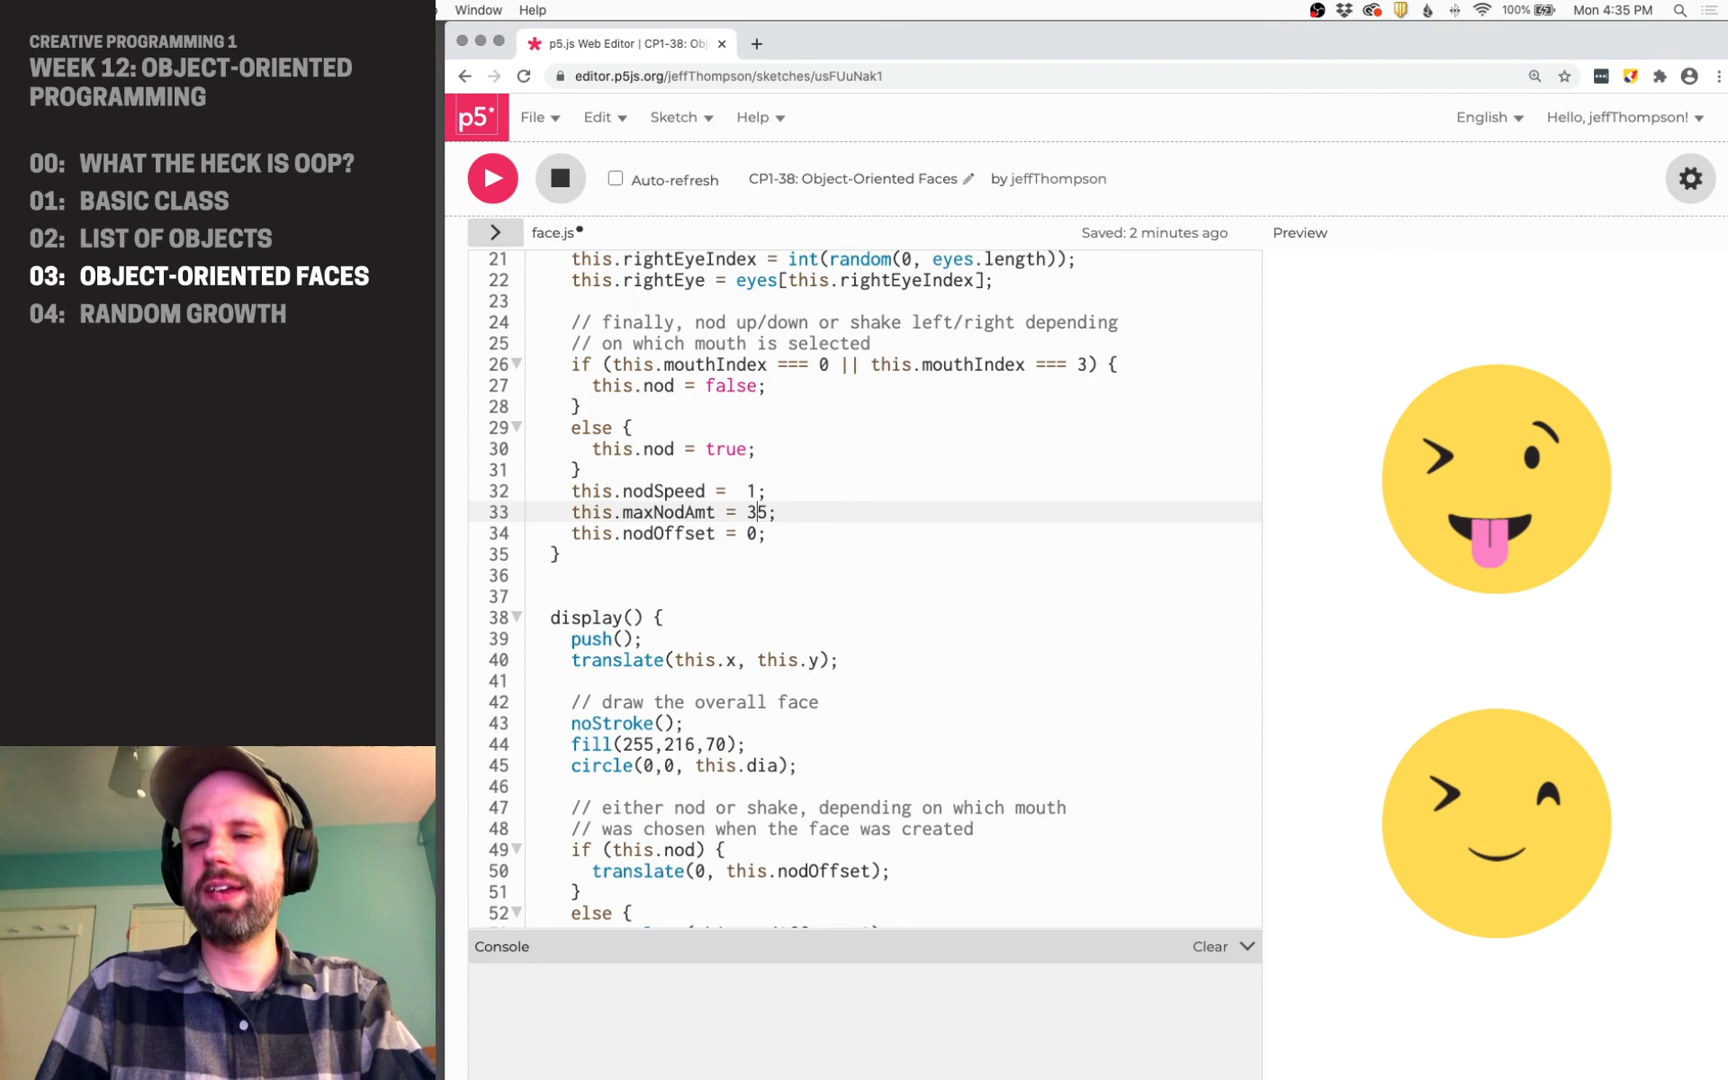 CREATIVE PROGRAMMING 1
WEEK 12: OBJECT-ORIENTED
PROGRAMMING
00: WHAT THE HECK IS OOP?
01: BASIC CLASS
02: LIST OF OBJECTS
03: OBJECT-ORIENTED FACES
04: RANDOM GROWTH
Window Help
100% Mon 4:35 PM
p5.js Web Editor | CP1-38: Ob
editor.p5js.org/jeffThompson/sketches/usFUuNak1
p5* File Edit Sketch Help English Hello, jeffThompson!
Auto-refresh CP1-38: Object-Oriented Faces by jeffThompson
face.js Saved: 2 minutes ago Preview
21 this.rightEyeIndex = int(random(0, eyes.length));
22 this.rightEye = eyes[this.rightEyeIndex];
23
24 // finally, nod up/down or shake left/right depending
25 // on which mouth is selected
26 if (this.mouthIndex === 0 || this.mouthIndex === 3) {
27 this.nod = false;
28 }
29 else {
30 this.nod = true;
31 }
32 this.nodSpeed =  1;
33 this.maxNodAmt = 35;
34 this.nodOffset = 0;
35 }
36
37
38 display() {
39 push();
40 translate(this.x, this.y);
41
42 // draw the overall face
43 noStroke();
44 fill(255,216,70);
45 circle(0,0, this.dia);
46
47 // either nod or shake, depending on which mouth
48 // was chosen when the face was created
49 if (this.nod) {
50 translate(0, this.nodOffset);
51 }
52 else {
Console Clear